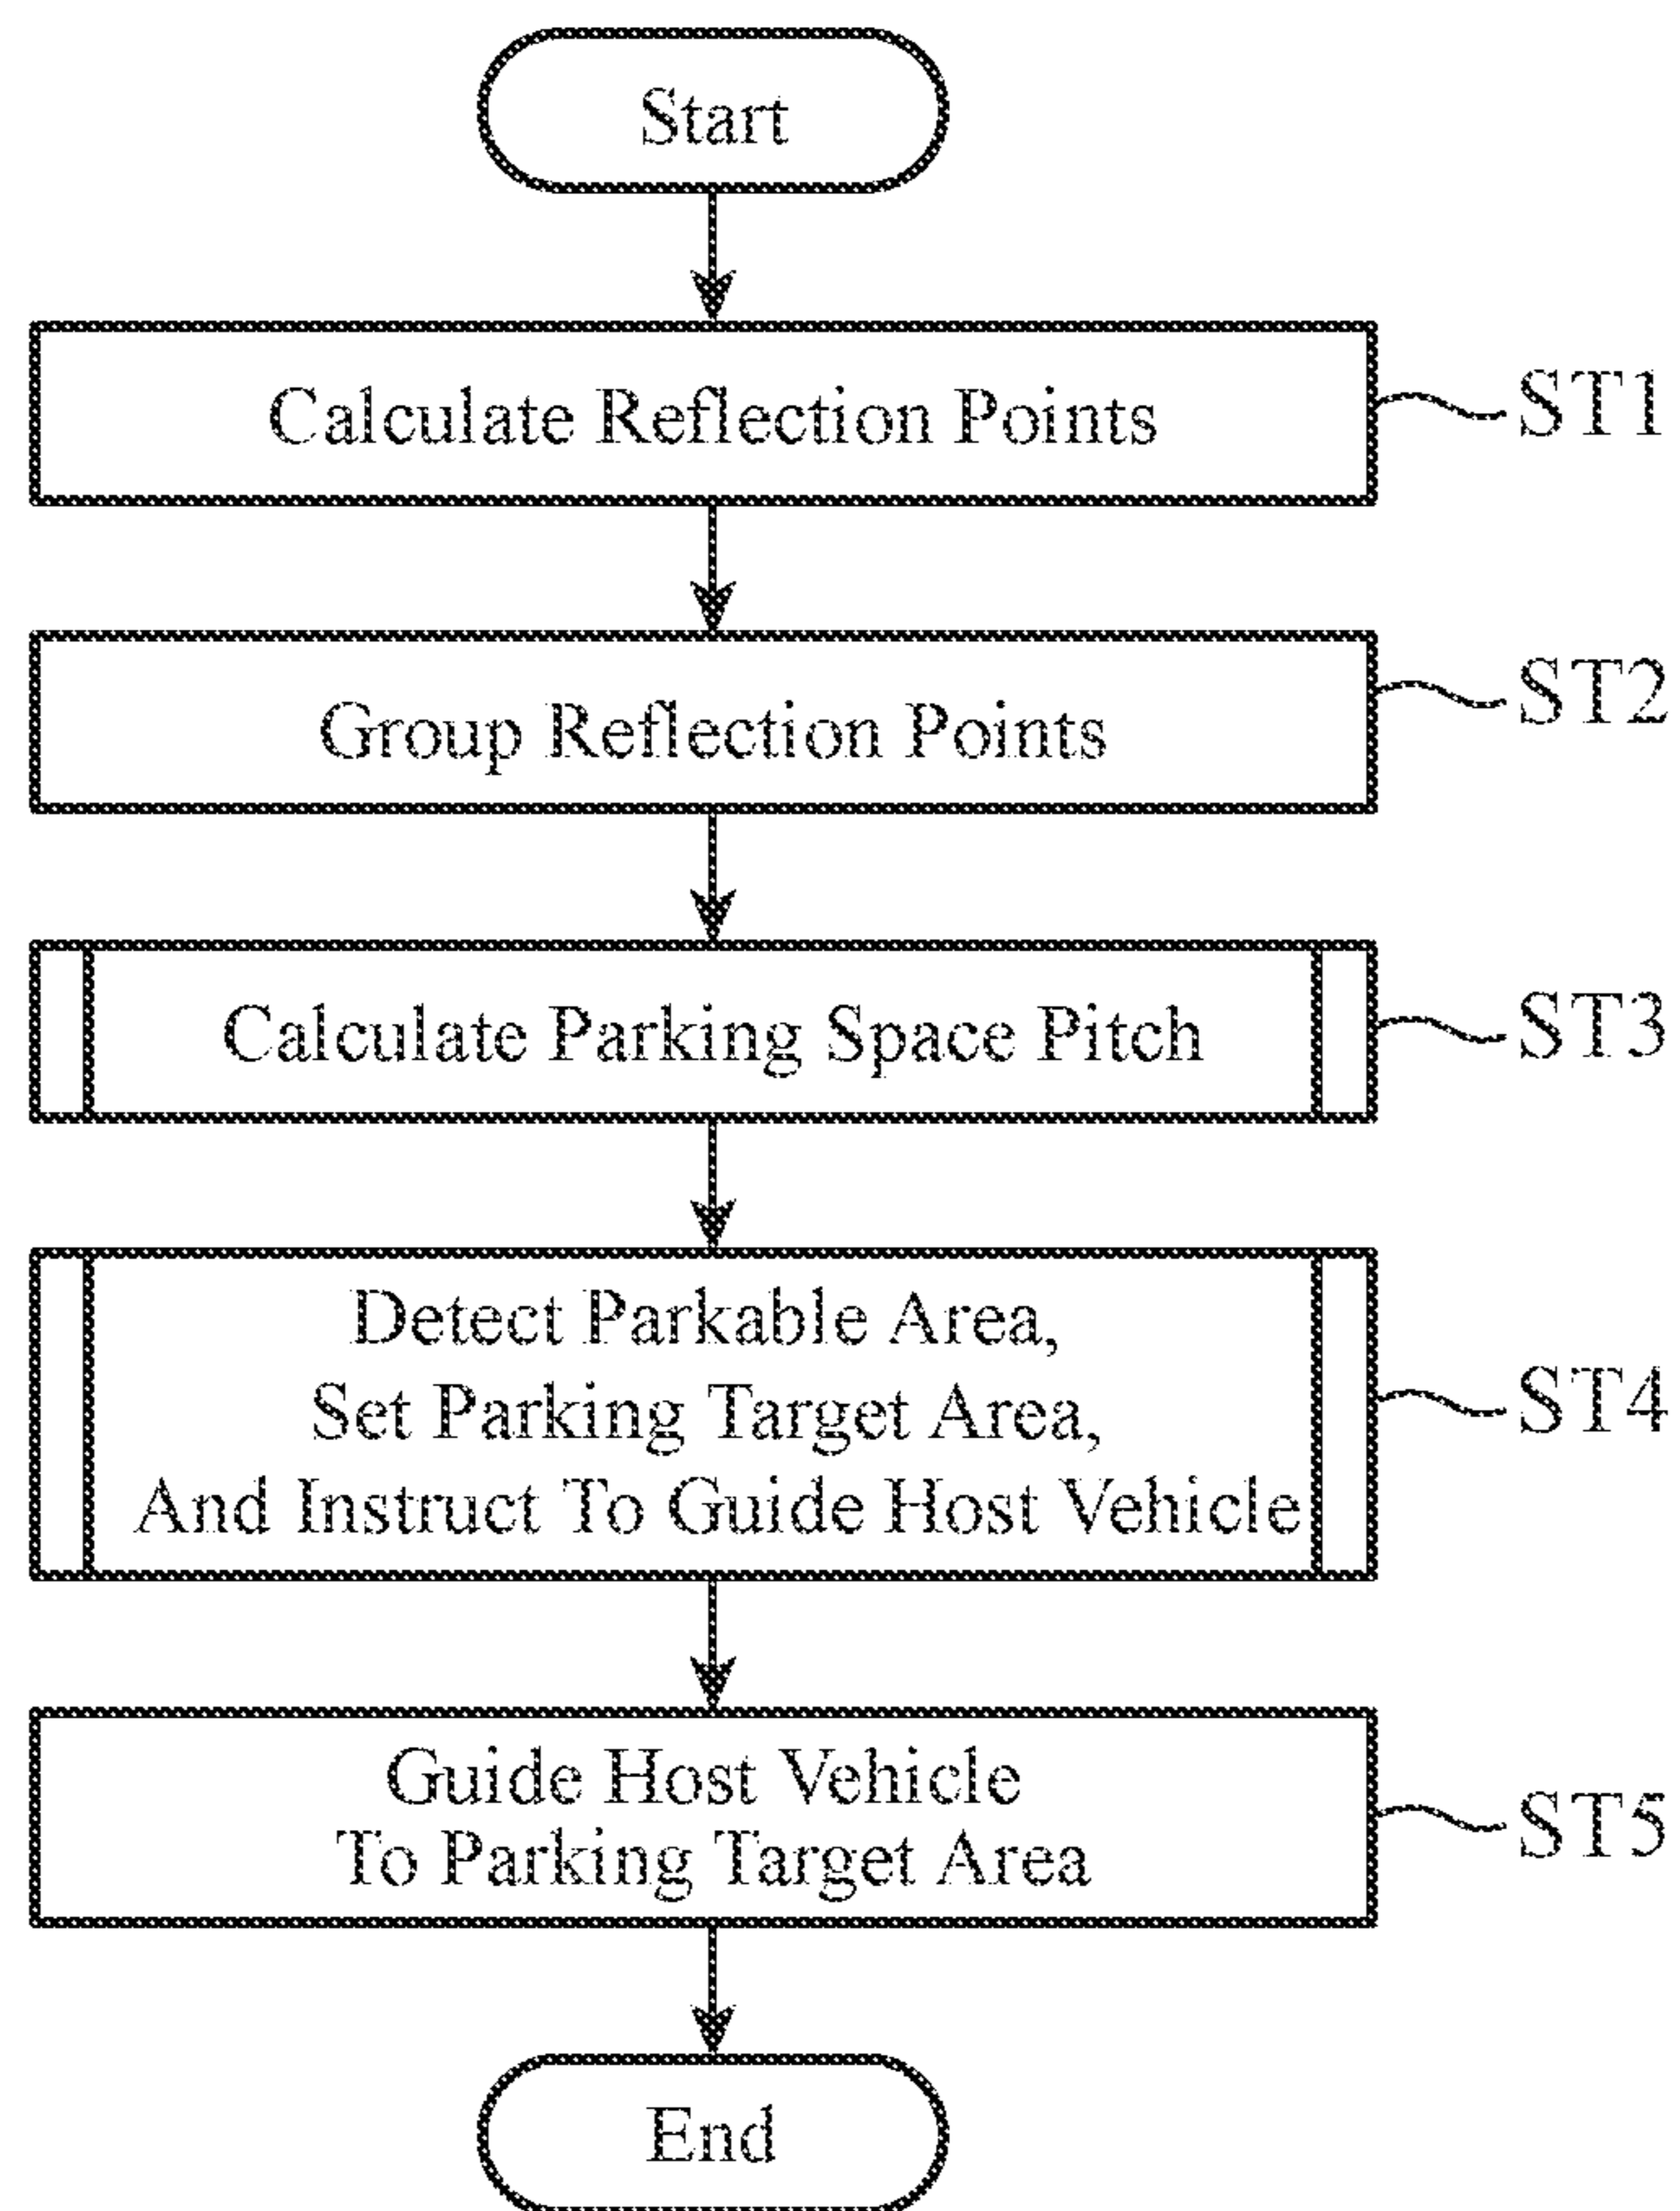 Start
Calculate Reflection Points
ST1
Group Reflection Points
ST2
Calculate Parking Space Pitch
ST3
Detect Parkable Area,
Set Parking Target Area,
And Instruct To Guide Host Vehicle
ST4
Guide Host Vehicle
To Parking Target Area
ST5
End